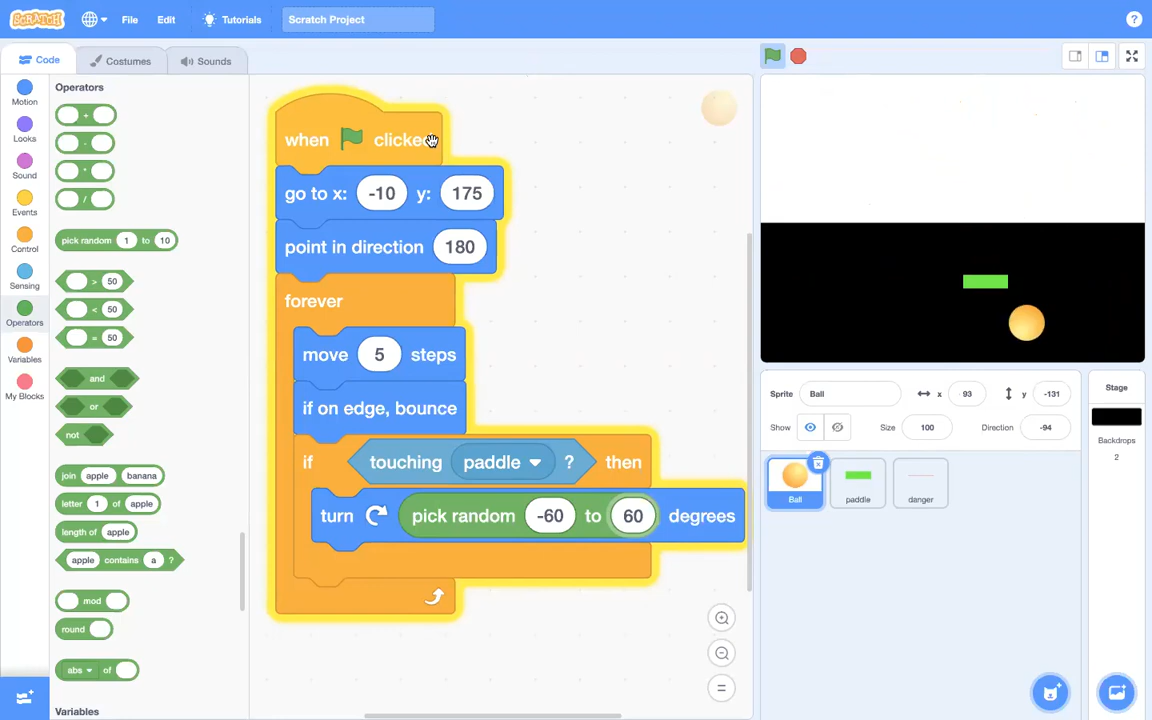 SCRATCH File Edit Tutorials Scratch Project ?
Code Costumes Sounds
Motion
Looks
Sound
Events
Control
Sensing
Operators
Variables
My Blocks
Operators
+
-
*
/
pick random 1 to 10
> 50
< 50
= 50
and
or
not
join apple banana
letter 1 of apple
length of apple
apple contains a ?
mod
round
abs of
Variables
when clicked
go to x: -10 y: 175
point in direction 180
forever
move 5 steps
if on edge, bounce
if touching paddle ? then
turn pick random -60 to 60 degrees
Sprite Ball x 93 y -131
Show Size 100 Direction -94
Ball
paddle
danger
Stage
Backdrops
2